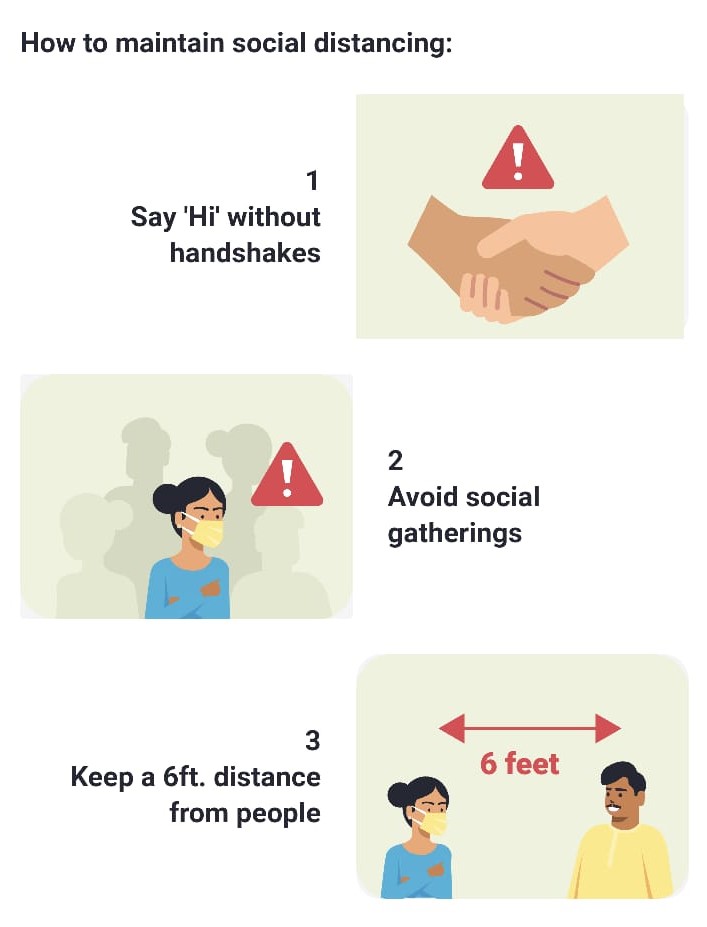 How to maintain social distancing:
1
Say 'Hi' without
handshakes
2
Avoid social
gatherings
3
Keep a 6ft. distance
from people
6 feet